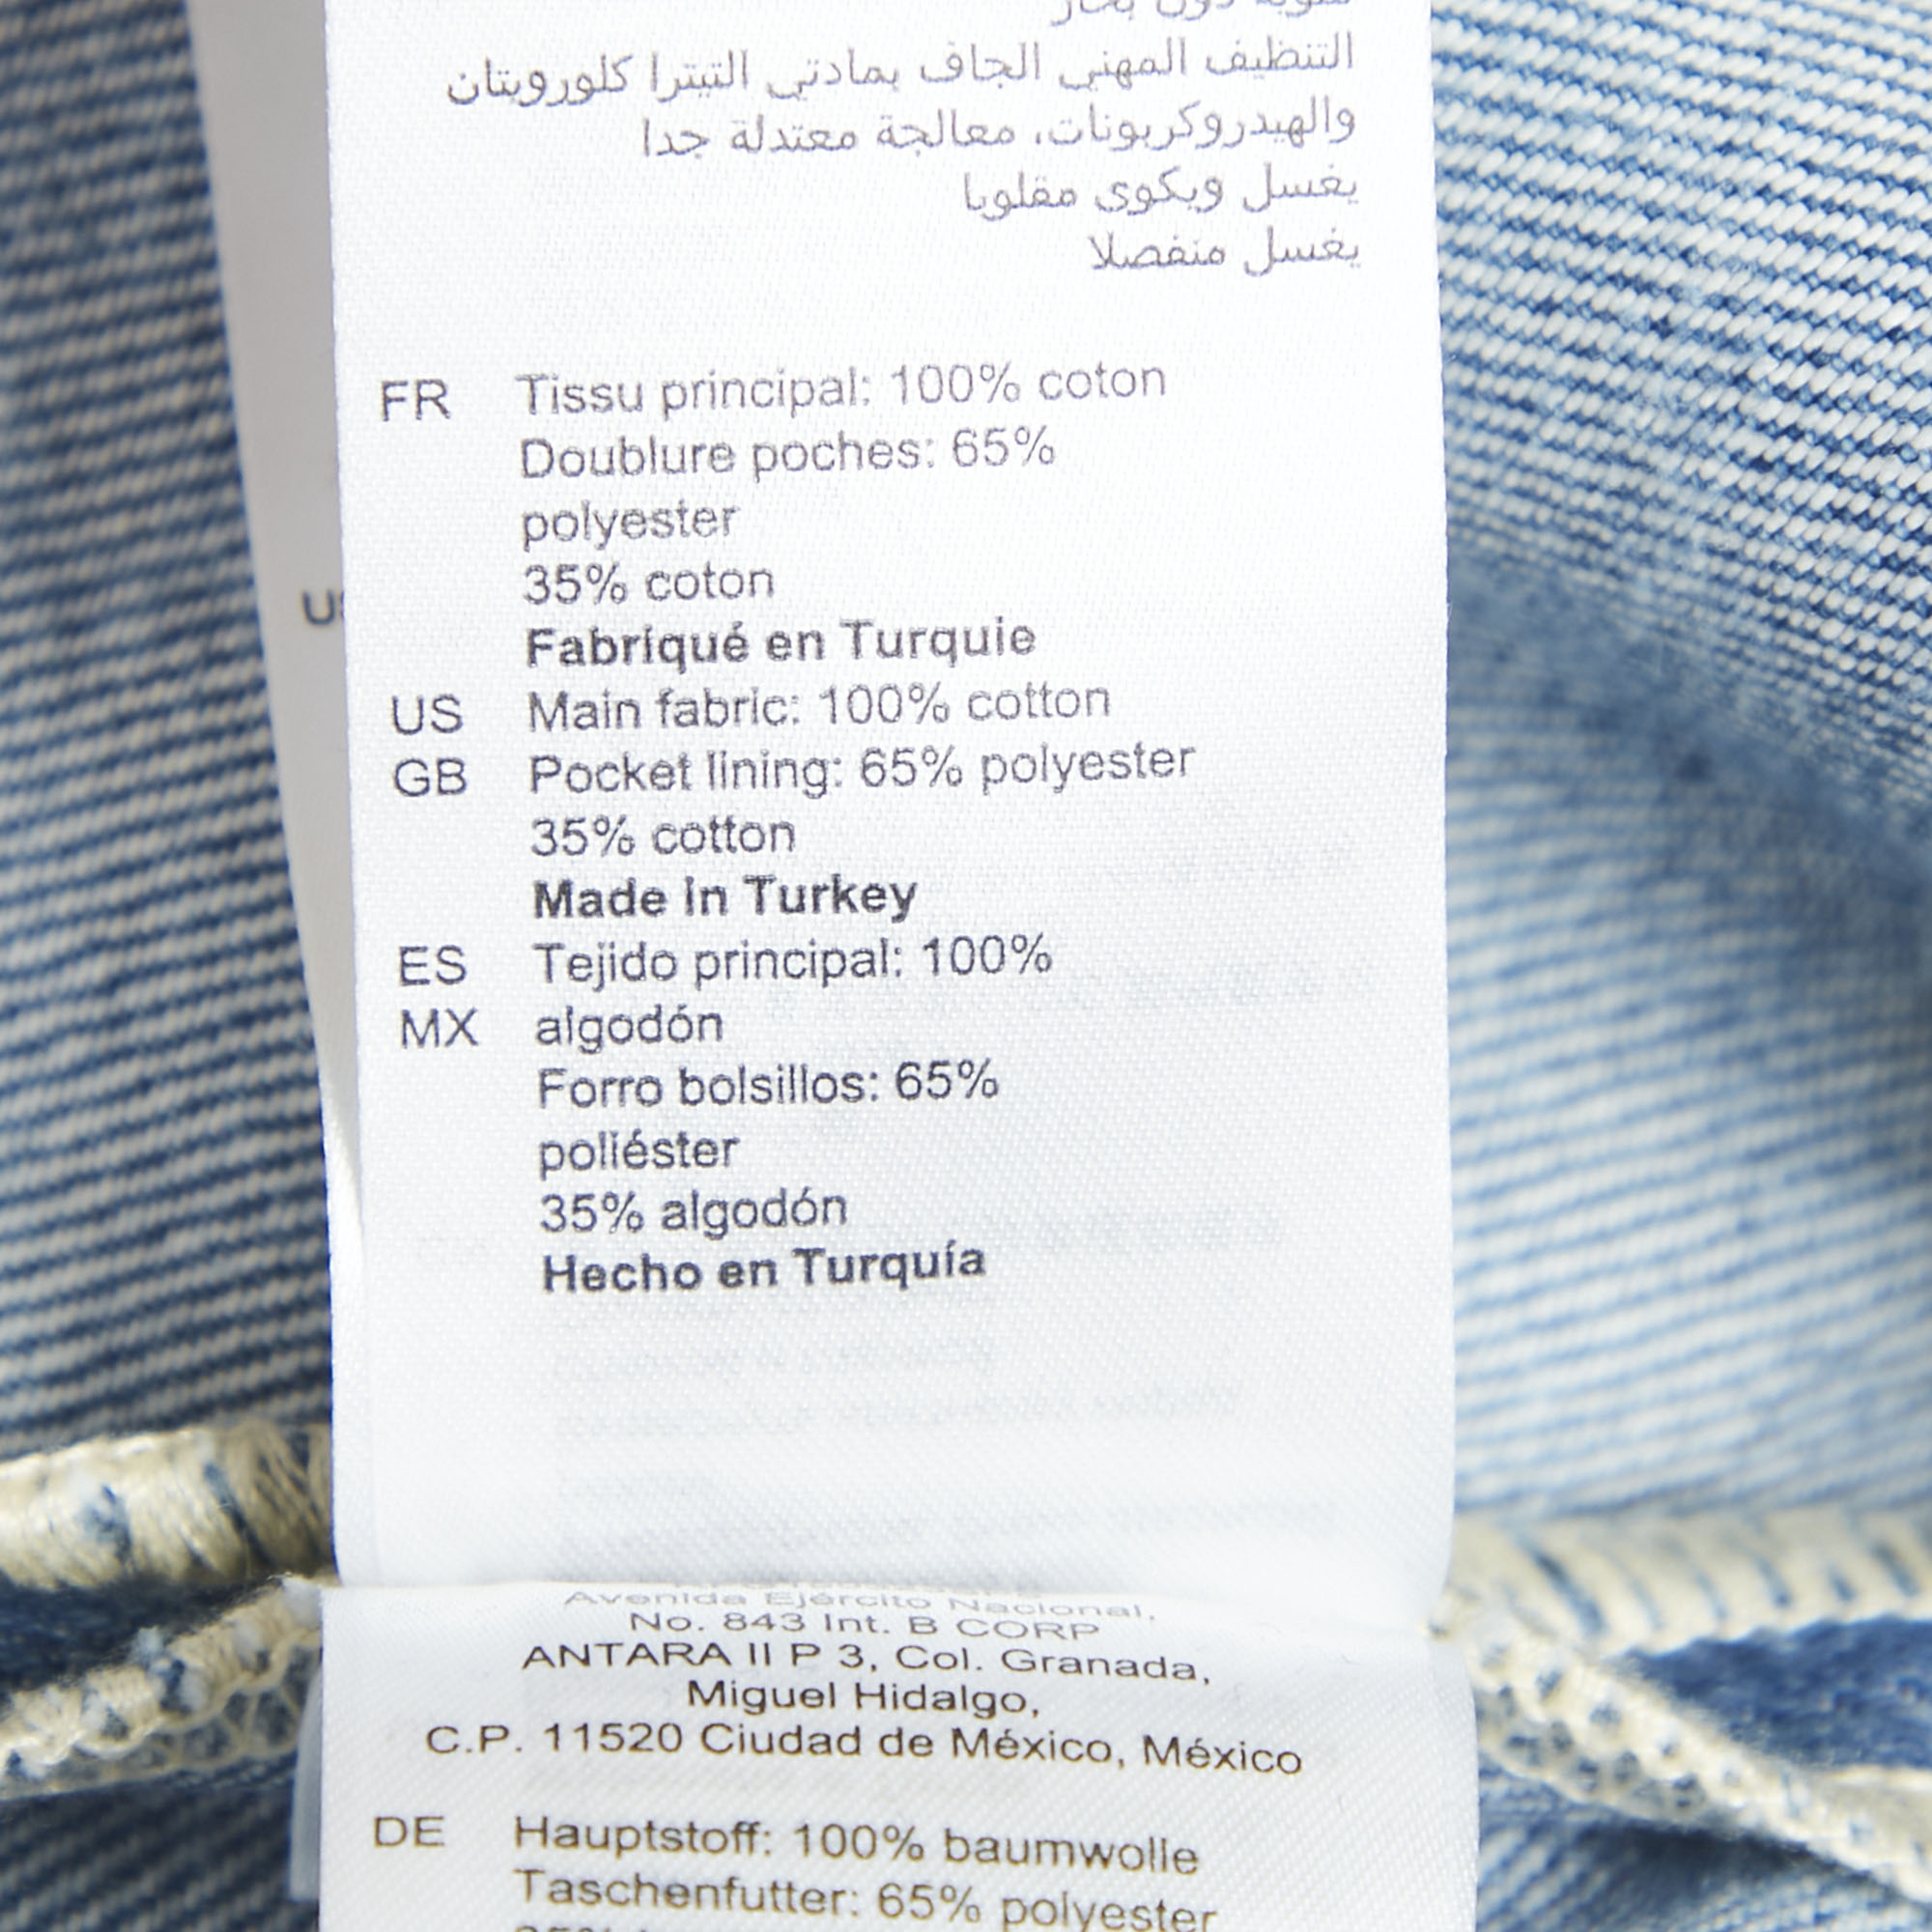 التنظيف المهني الجاف بمادتي التيترا كلوروبتان
والهيدروكربونات، معالجة معتدلة جدا
يغسل ويكوى مقلوبا
يغسل منفصلا
FR Tissu principal: 100% coton
Doublure poches: 65%
polyester
35% coton
Fabriqué en Turquie
US Main fabric: 100% cotton
GB Pocket lining: 65% polyester
35% cotton
Made in Turkey
ES Tejido principal: 100%
MX algodón
Forro bolsillos: 65%
poliéster
35% algodón
Hecho en Turquía
Avenida Ejército Nacional,
No. 843 Int. B CORP
ANTARA II P 3, Col. Granada,
Miguel Hidalgo,
C.P. 11520 Ciudad de México, México
DE Hauptstoff: 100% baumwolle
Taschenfutter: 65% polyester